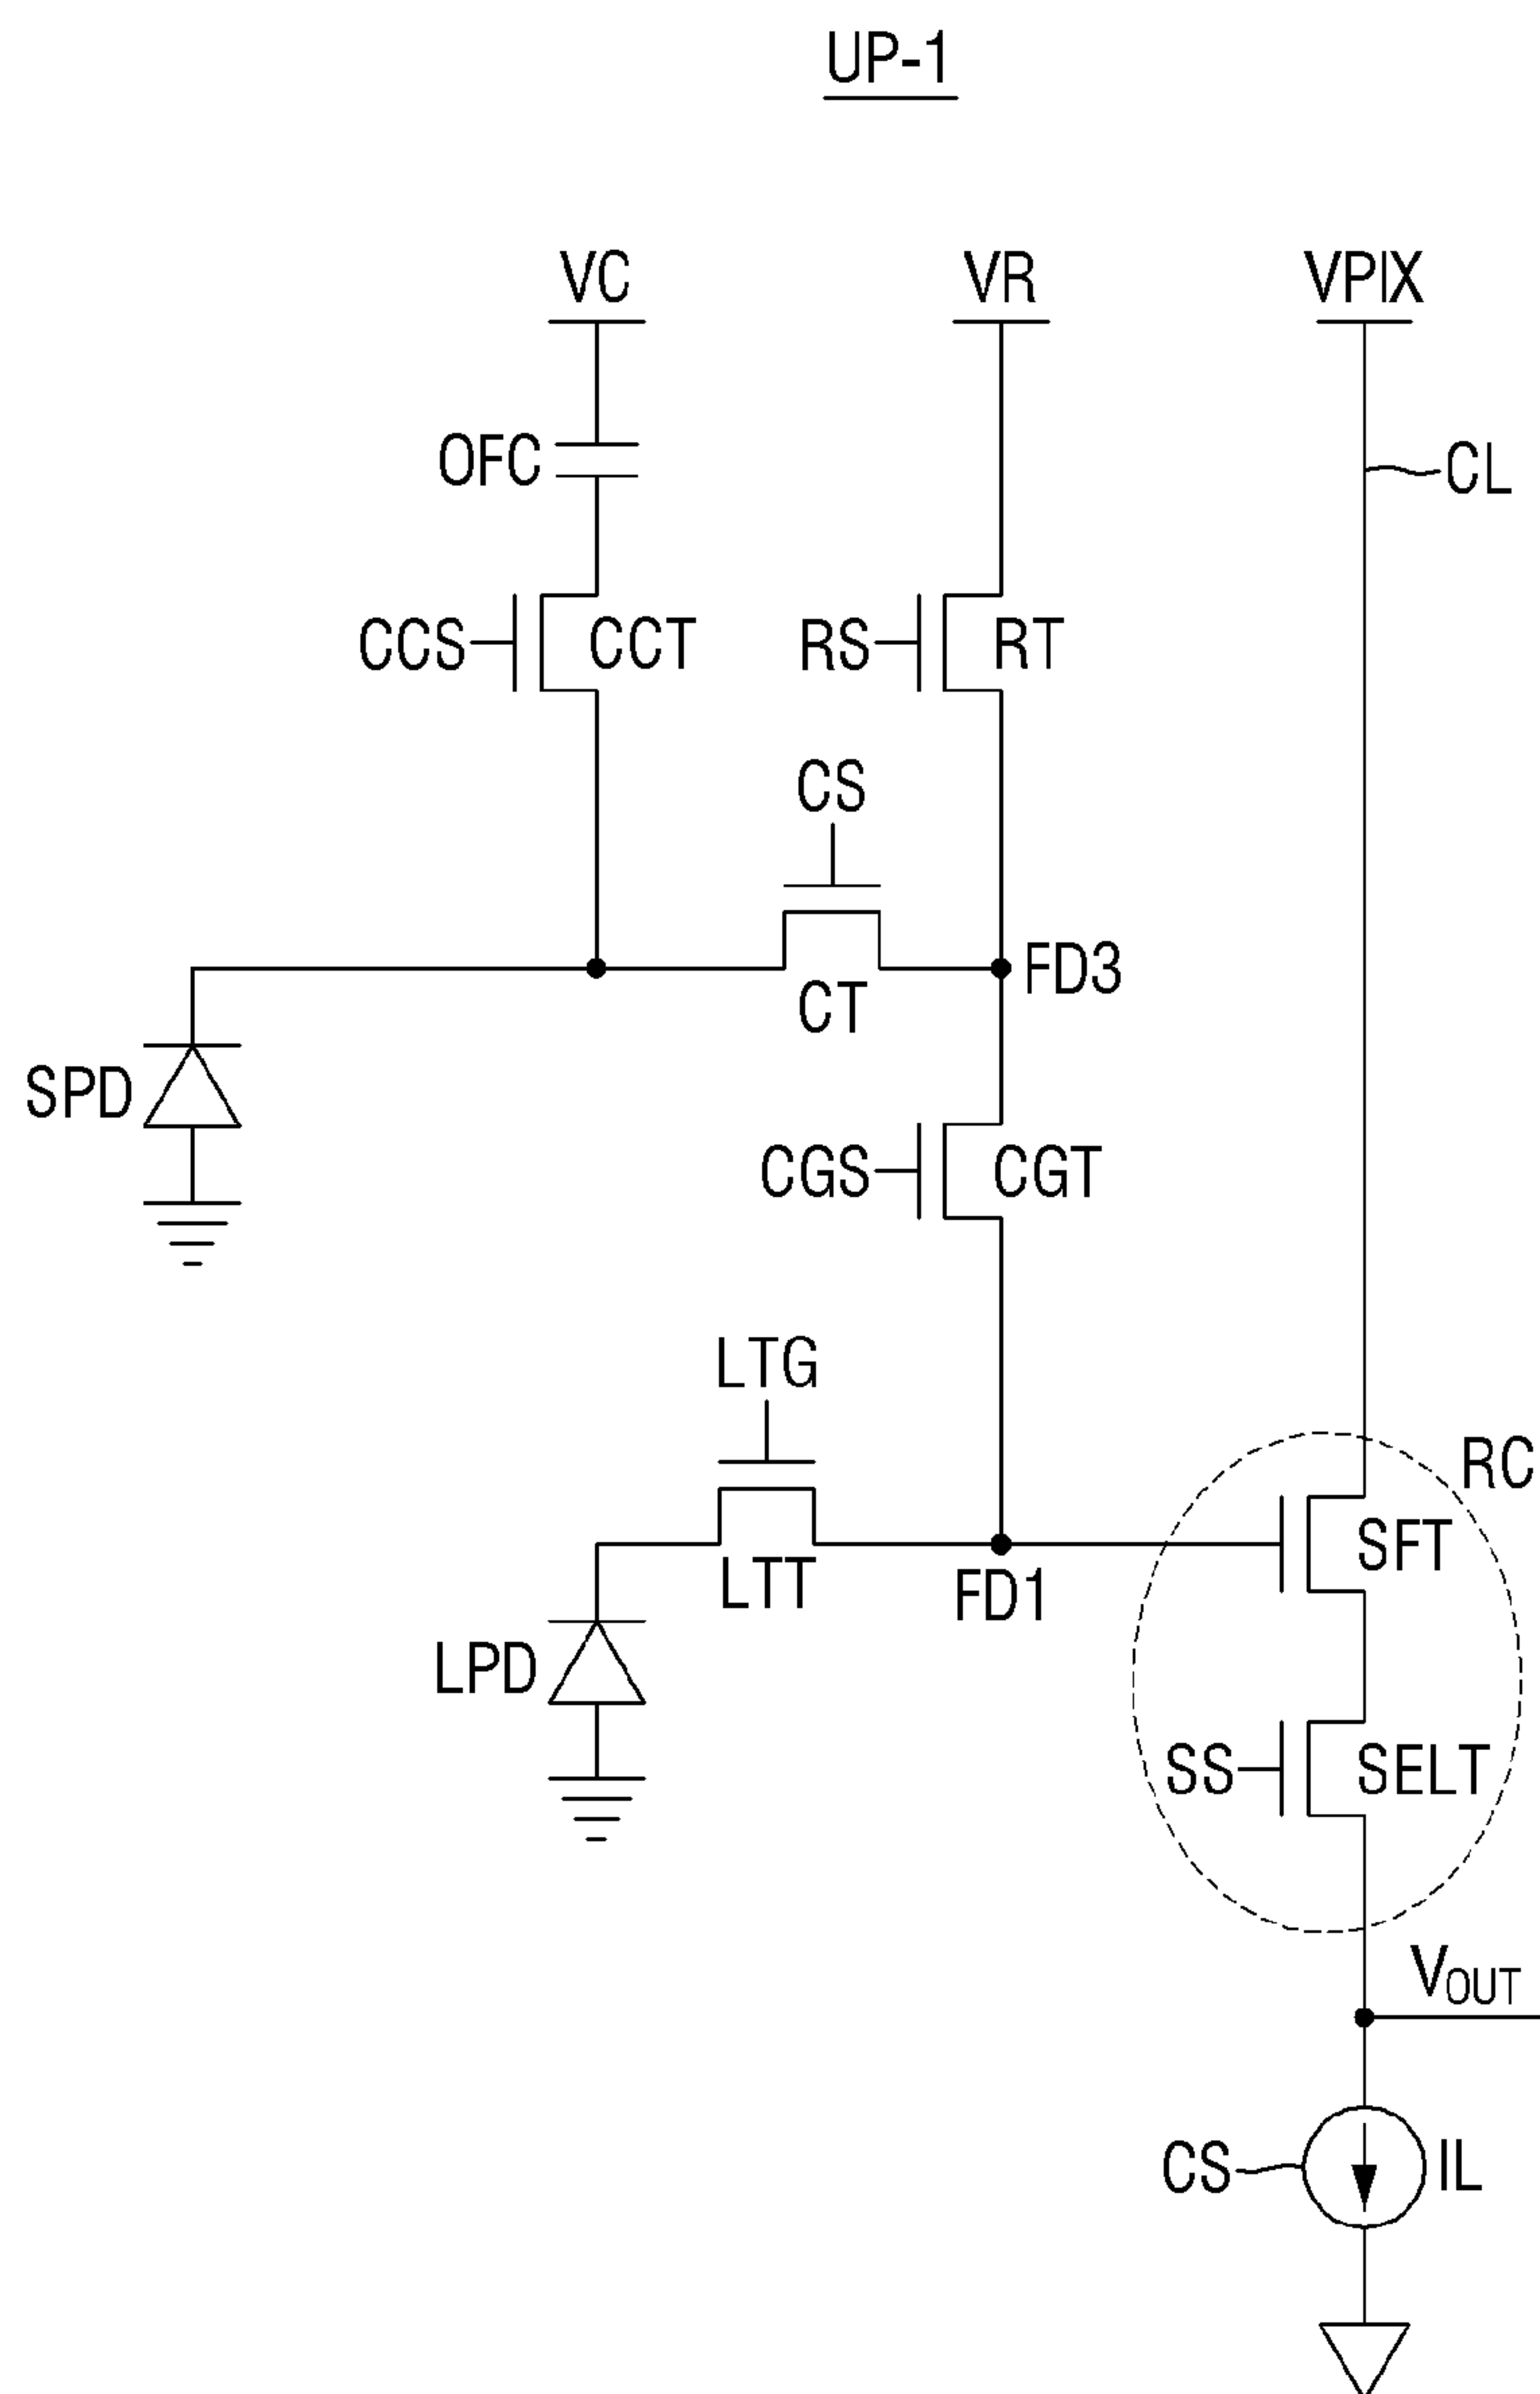 UP-1
VC
VR
VPIX
OFC
CL
CCS
CCT
RS
RT
CS
FD3
CT
SPD
CGS
CGT
LTG
RC
SFT
LTT
FD1
LPD
SS
SELT
VOUT
CS
IL